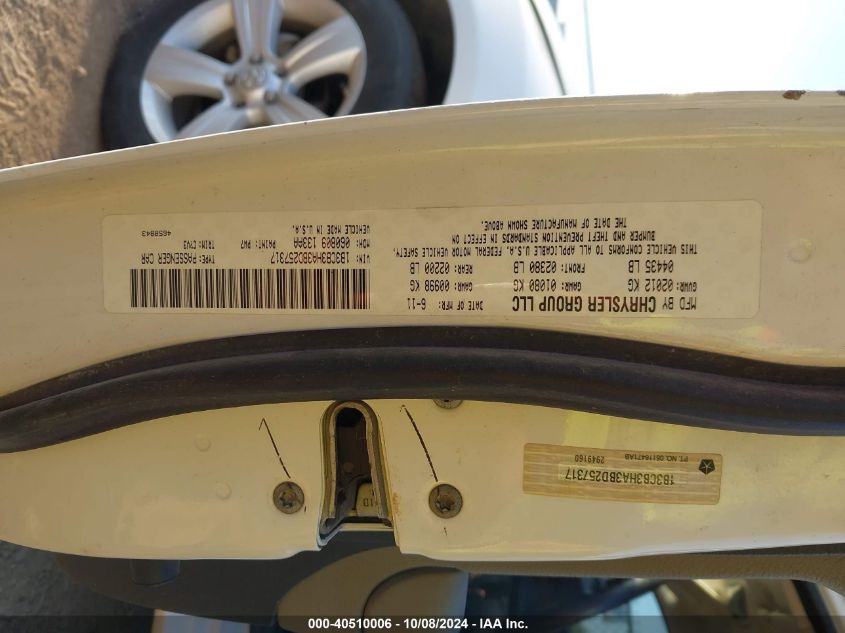 MFD BY CHRYSLER GROUP LLC DATE OF MFR: 6-11
GVWR: 02012 KG GAWR: 01080 KG GAWR: 00998 KG
04435 LB FRONT: 02380 LB REAR: 02200 LB
THIS VEHICLE CONFORMS TO ALL APPLICABLE FEDERAL MOTOR VEHICLE SAFETY,
BUMPER AND THEFT PREVENTION STANDARDS IN EFFECT ON
THE DATE OF MANUFACTURE SHOWN ABOVE.
VIN: 1B3CB3HA3BD257317 TYPE: PASSENGER CAR
MDH: 060869 133AA PAINT: PW7 TRIM: CVV3
VEHICLE MADE IN U.S.A. 4658843
PT. NO. 05116471AB
2949160
1B3CB3HA3BD257317
000-40510006 - 10/08/2024 - IAA Inc.